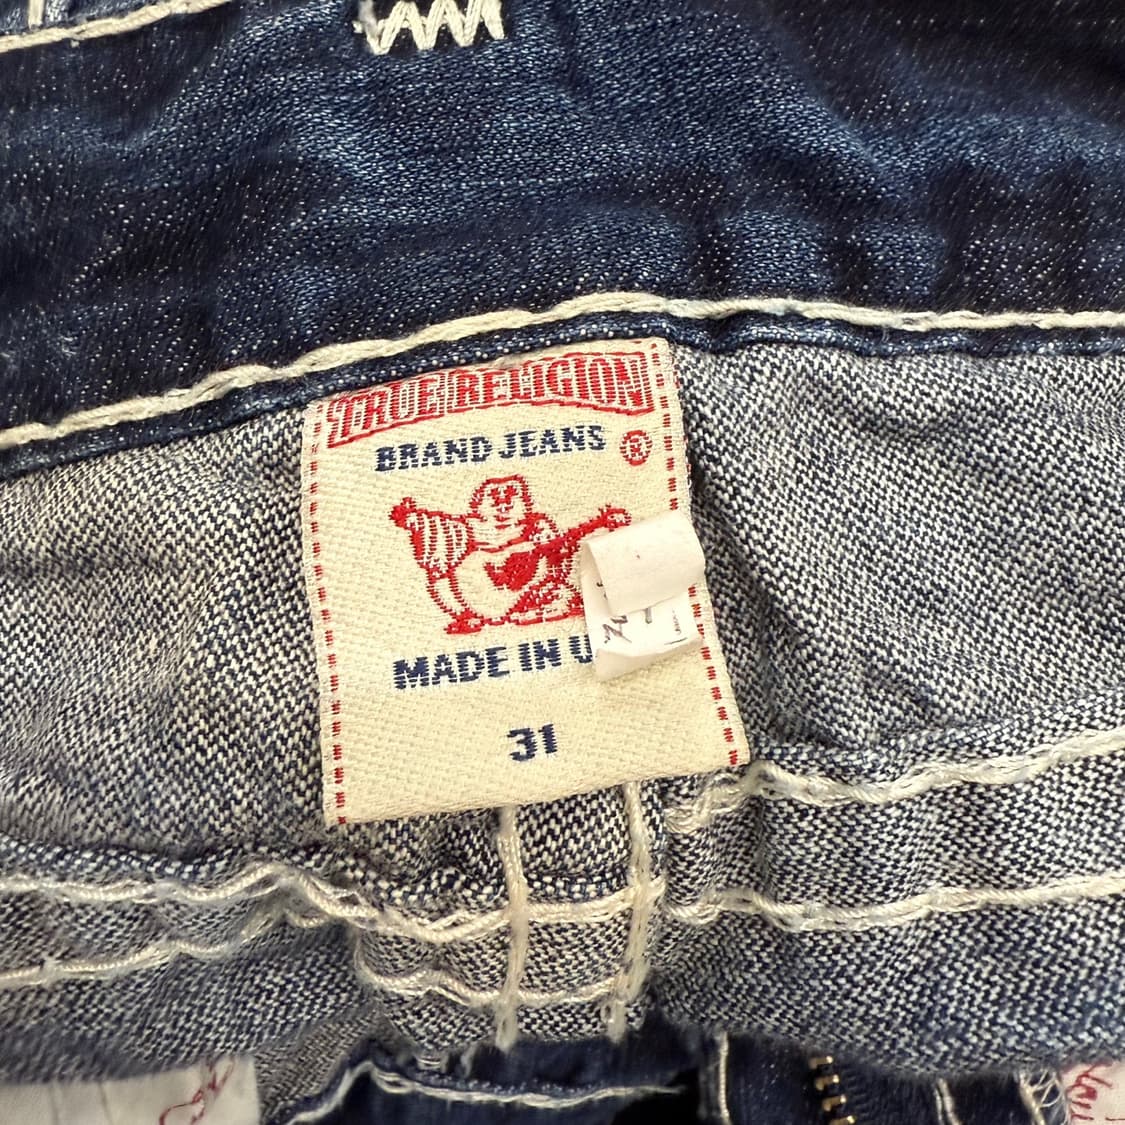 TRUE RELIGION
BRAND JEANS ®
MADE IN U
31